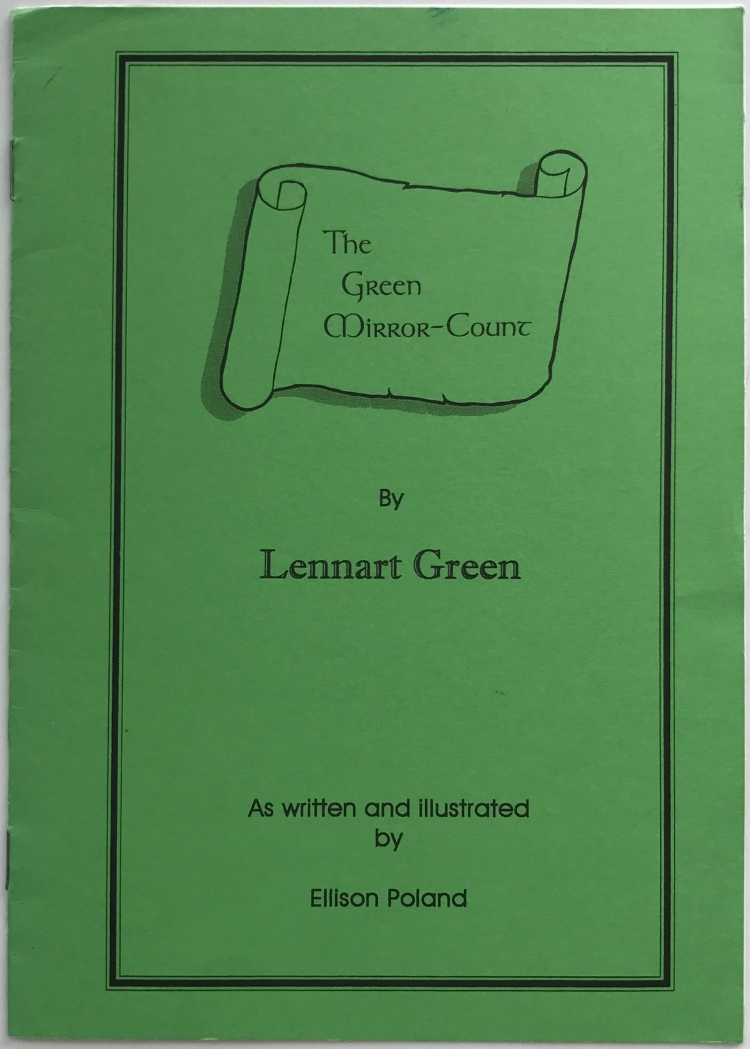 The
Green
Mirror-Count
By
Lennart Green
As written and illustrated
by
Ellison Poland